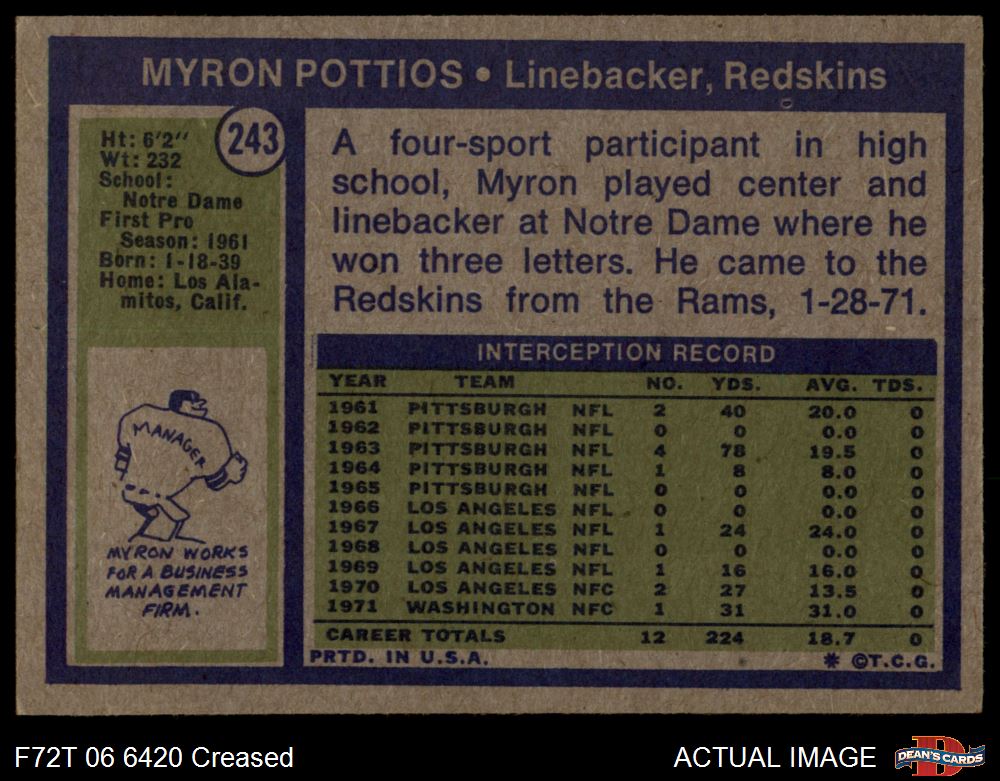 MYRON POTTIOS • Linebacker, Redskins
243
Ht: 6'2"
Wt: 232
School:
Notre Dame
First Pro
Season: 1961
Born: 1-18-39
Home: Los Ala-
mitos, Calif.
A four-sport participant in high
school, Myron played center and
linebacker at Notre Dame where he
won three letters. He came to the
Redskins from the Rams, 1-28-71.
MANAGER
MYRON WORKS
FOR A BUSINESS
MANAGEMENT
FIRM.
INTERCEPTION RECORD
YEAR TEAM NO. YDS. AVG. TDS.
1961 PITTSBURGH NFL 2 40 20.0 0
1962 PITTSBURGH NFL 0 0 0.0 0
1963 PITTSBURGH NFL 4 78 19.5 0
1964 PITTSBURGH NFL 1 8 8.0 0
1965 PITTSBURGH NFL 0 0 0.0 0
1966 LOS ANGELES NFL 0 0 0.0 0
1967 LOS ANGELES NFL 1 24 24.0 0
1968 LOS ANGELES NFL 0 0 0.0 0
1969 LOS ANGELES NFL 1 16 16.0 0
1970 LOS ANGELES NFC 2 27 13.5 0
1971 WASHINGTON NFC 1 31 31.0 0
CAREER TOTALS 12 224 18.7 0
PRTD. IN U.S.A. * ©T.C.G.
F72T 06 6420 Creased ACTUAL IMAGE
D
DEAN'S CARDS